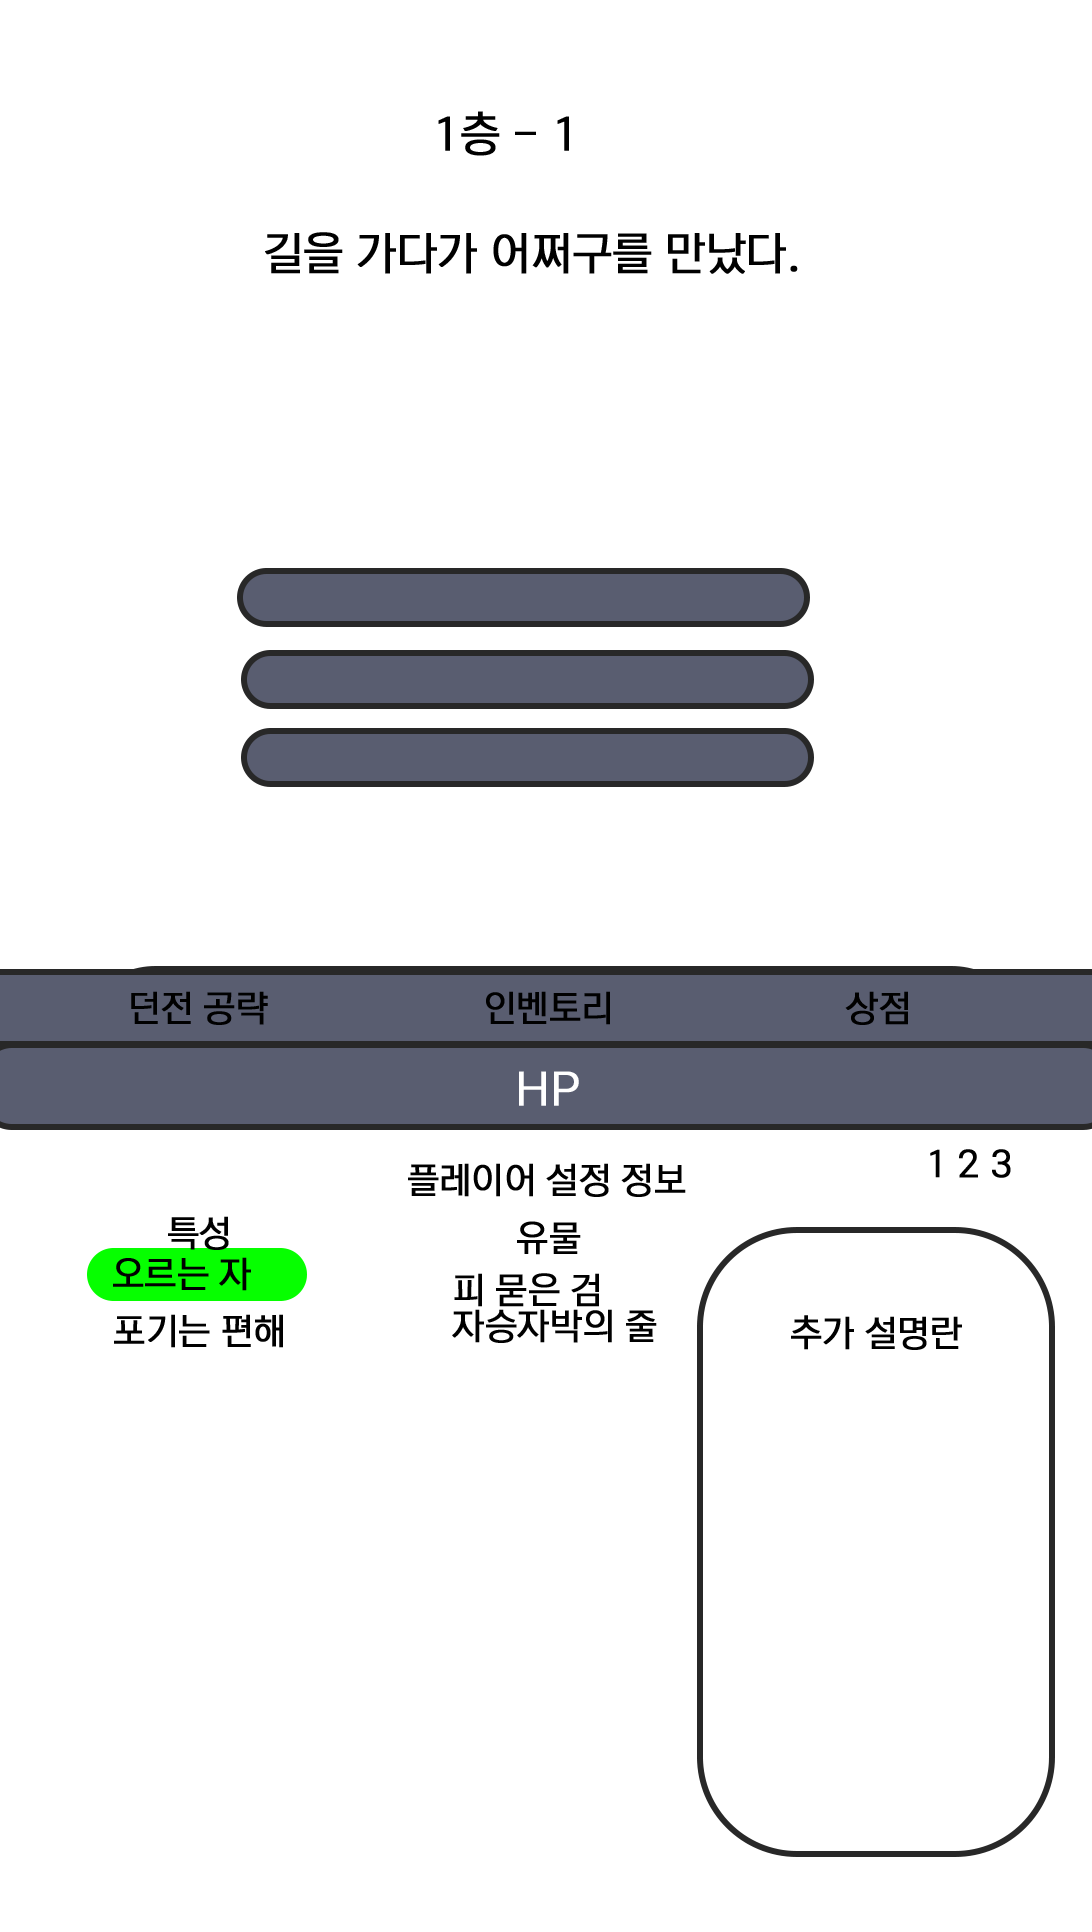 1층 - 1
길을 가다가 어쩌구를 만났다.
던전 공략
인벤토리
상점
HP
플레이어 설정 정보
1 2 3
특성
오르는 자
포기는 편해
유물
피 묻은 검
자승자박의 줄
추가 설명란